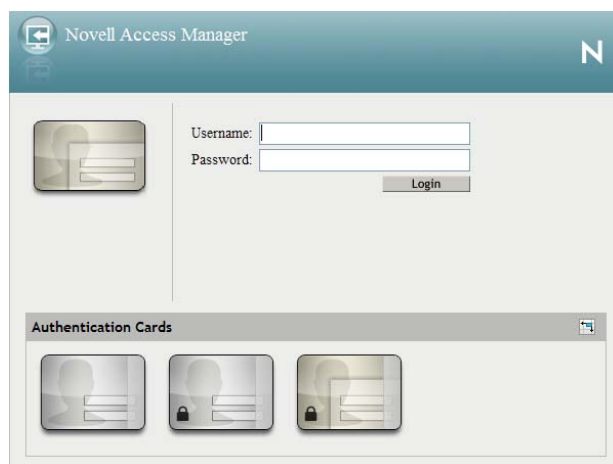 Novell Access Manager
N
Username:
Password:
Login
Authentication Cards